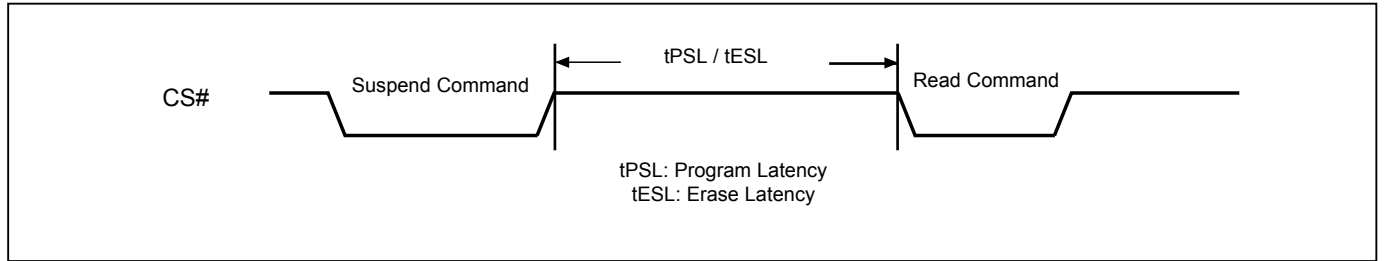 tPSL / tESL
Suspend Command
Read Command
CS#
tPSL: Program Latency
tESL: Erase Latency